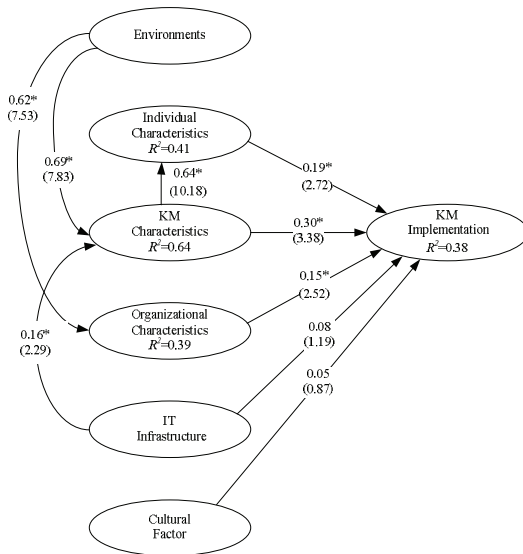 Environments
0.62*
(7.53)
Individual
Characteristics
R²=0.41
0.69*
(7.83)
0.64*
(10.18)
0.19*
(2.72)
KM
Characteristics
R²=0.64
0.30*
(3.38)
KM
Implementation
R²=0.38
0.15*
(2.52)
Organizational
Characteristics
R²=0.39
0.16*
(2.29)
0.08
(1.19)
0.05
(0.87)
IT
Infrastructure
Cultural
Factor